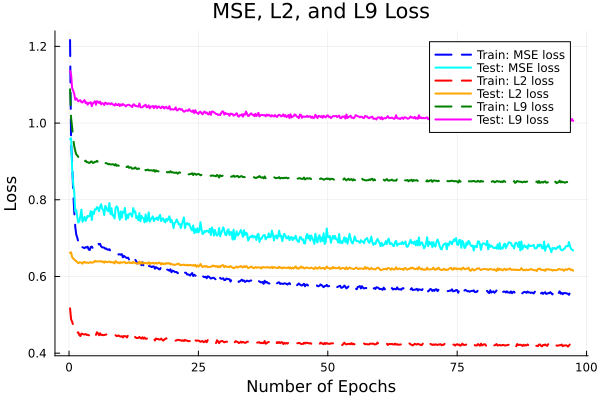 MSE, L2, and L9 Loss
Train: MSE loss
Test: MSE loss
Train: L2 loss
Test: L2 loss
Train: L9 loss
Test: L9 loss
Loss
1.2
1.0
0.8
0.6
0.4
0 25 50 75 100
Number of Epochs